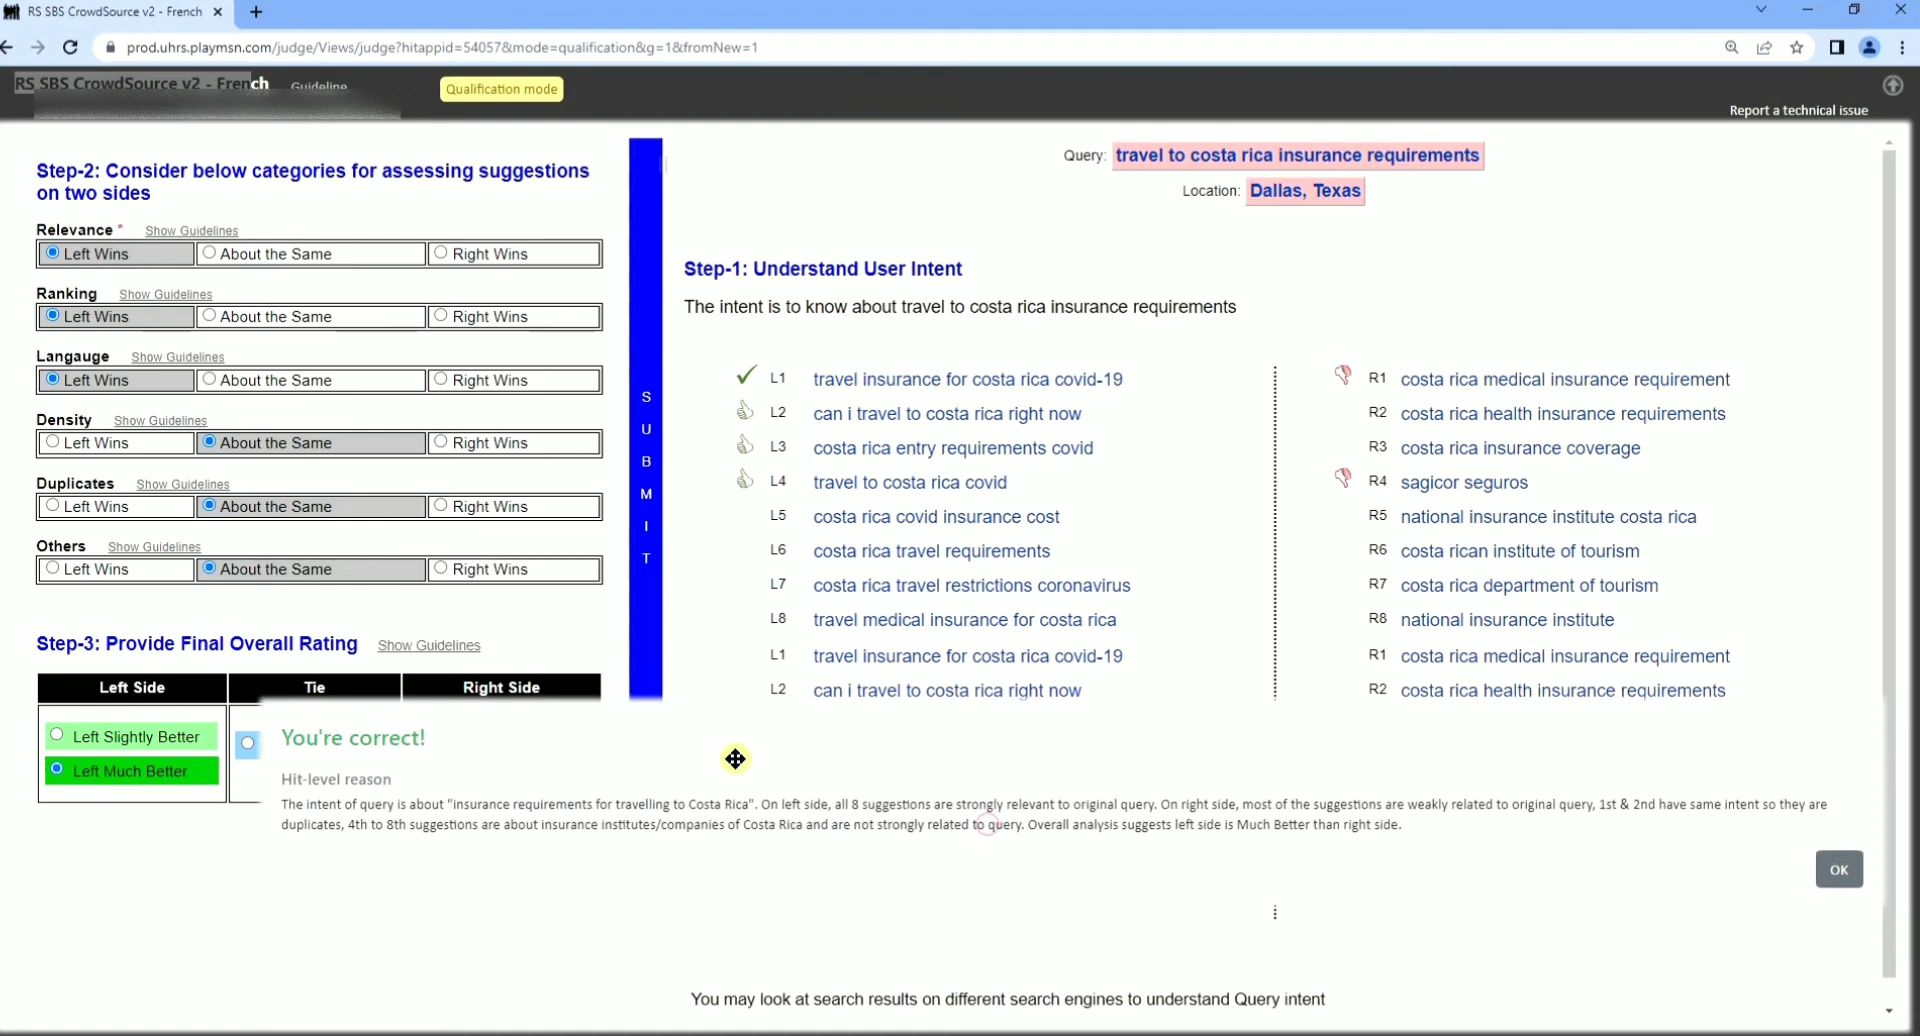 RS SBS CrowdSource v2 - French
prod.uhrs.playmsn.com/judge/Views/judge?hitappid=54057&mode=qualification&g=1&fromNew=1
RS SBS CrowdSource v2 - French
Guideline
Qualification mode
Report a technical issue
Step-2: Consider below categories for assessing suggestions
on two sides
Relevance * Show Guidelines
Left Wins About the Same Right Wins
Ranking Show Guidelines
Left Wins About the Same Right Wins
Langauge Show Guidelines
Left Wins About the Same Right Wins
Density Show Guidelines
Left Wins About the Same Right Wins
Duplicates Show Guidelines
Left Wins About the Same Right Wins
Others Show Guidelines
Left Wins About the Same Right Wins
Step-3: Provide Final Overall Rating Show Guidelines
Left Side Tie Right Side
Left Slightly Better
Left Much Better
SUBMIT
Query: travel to costa rica insurance requirements
Location: Dallas, Texas
Step-1: Understand User Intent
The intent is to know about travel to costa rica insurance requirements
L1 travel insurance for costa rica covid-19
L2 can i travel to costa rica right now
L3 costa rica entry requirements covid
L4 travel to costa rica covid
L5 costa rica covid insurance cost
L6 costa rica travel requirements
L7 costa rica travel restrictions coronavirus
L8 travel medical insurance for costa rica
L1 travel insurance for costa rica covid-19
L2 can i travel to costa rica right now
R1 costa rica medical insurance requirement
R2 costa rica health insurance requirements
R3 costa rica insurance coverage
R4 sagicor seguros
R5 national insurance institute costa rica
R6 costa rican institute of tourism
R7 costa rica department of tourism
R8 national insurance institute
R1 costa rica medical insurance requirement
R2 costa rica health insurance requirements
You're correct!
Hit-level reason
The intent of query is about "insurance requirements for travelling to Costa Rica". On left side, all 8 suggestions are strongly relevant to original query. On right side, most of the suggestions are weakly related to original query, 1st & 2nd have same intent so they are
duplicates, 4th to 8th suggestions are about insurance institutes/companies of Costa Rica and are not strongly related to query. Overall analysis suggests left side is Much Better than right side.
OK
You may look at search results on different search engines to understand Query intent